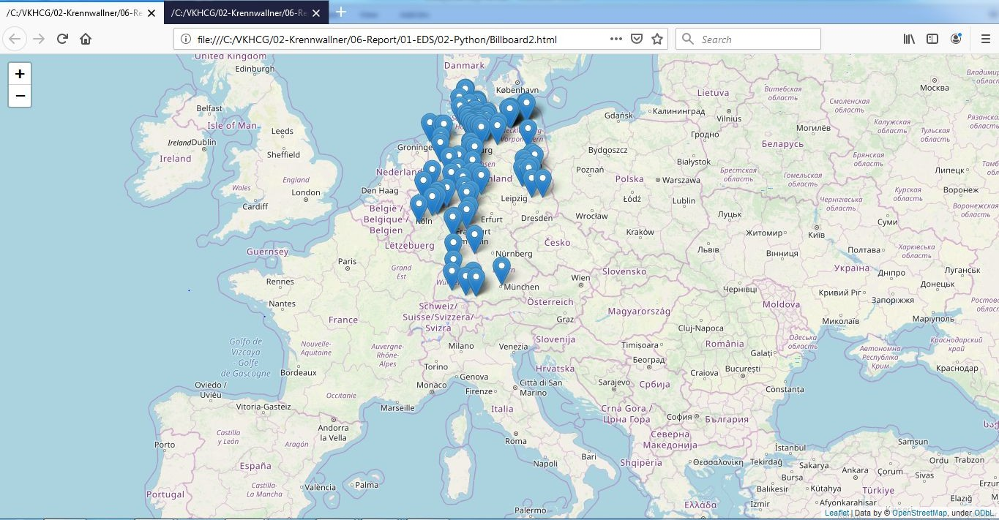 /C:/VKHCG/02-Krennwallner/06-Re
/C:/VKHCG/02-Krennwallner/06-Re
file:///C:/VKHCG/02-Krennwallner/06-Report/01-EDS/02-Python/Billboard2.html
Search
+
−
United Kingdom
Edinburgh
Danmark
København
Москва
Belfast
Isle of Man
Leeds
Ireland
Dublin
Ireland
Sheffield
England
Wales
London
Cardiff
Groningen
Nederland
Den Haag
België /
Belgique /
Belgien
Köln
Lëtzebuerg
Guernsey
Lietuva
Витебская
область
Смоленская
область
Gdańsk
Калининград
Vilnius
Могилёв
Калужская
область
Тульская
область
Гродно
Беларусь
Bydgoszcz
Białystok
Брянская
область
Poznań
Polska
Warszawa
Брестская
область
Гомельская
область
Липецк
Leipzig
Łódź
Lublin
Чернігівська
область
Курская
область
Воронеж
Воронежская
область
Erfurt
Dresden
Wrocław
Луцьк
Суми
Kraków
Житомир
Київ
Česko
Nürnberg
Львів
Вінниця
Полтава
Харківська
область
Paris
Grand
Est
Rennes
Nantes
Slovensko
Україна
Дніпро
Луганськ
Донецьк
Wien
München
Чернівці
Кривий Ріг
Запоріжжя
Österreich
Schweiz/
Suisse/Svizzera/
Svizra
France
Graz
Magyarország
Moldova
Миколаїв
Маріуполь
Cluj-Napoca
Slovenija
Milano
Venezia
Timișoara
România
Одеська
область
Golfo de
Vizcaya
- Golfe
de Gascogne
Nouvelle-
Aquitaine
Auvergne-
Rhône-
Alpes
Torino
Hrvatska
Београд
Galați
Автономна
Республіка
Крим
Краснодарский
край
Краснодар
Bordeaux
Genova
Monaco
Firenze
Città di San
Marino
Sarajevo
Србија
Craiova
București
Constanța
Oviedo /
Uviéu
Occitanie
Vitoria-Gasteiz
Marseille
Italia
Crna Gora /
Црна Гора
София
България
Andorra
la Vella
Castilla
y León
Aragón
Porto
Roma
Северна
Македонија
İstanbul
Samsun
Napoli
Bari
Shqipëria
Θεσσαλονίκη
Tekirdağ
Sakarya
Ankara
Çorum
Ordu
Trabzon
España
Bursa
Sivas
Castilla-
La Mancha
València
Palma
Portugal
Balıkesir
Kütahya
Türkiye
Ελλάδα
İzmir
Afyonkarahisar
Elazığ
Palermo
Leaflet | Data by © OpenStreetMap, under ODbL.